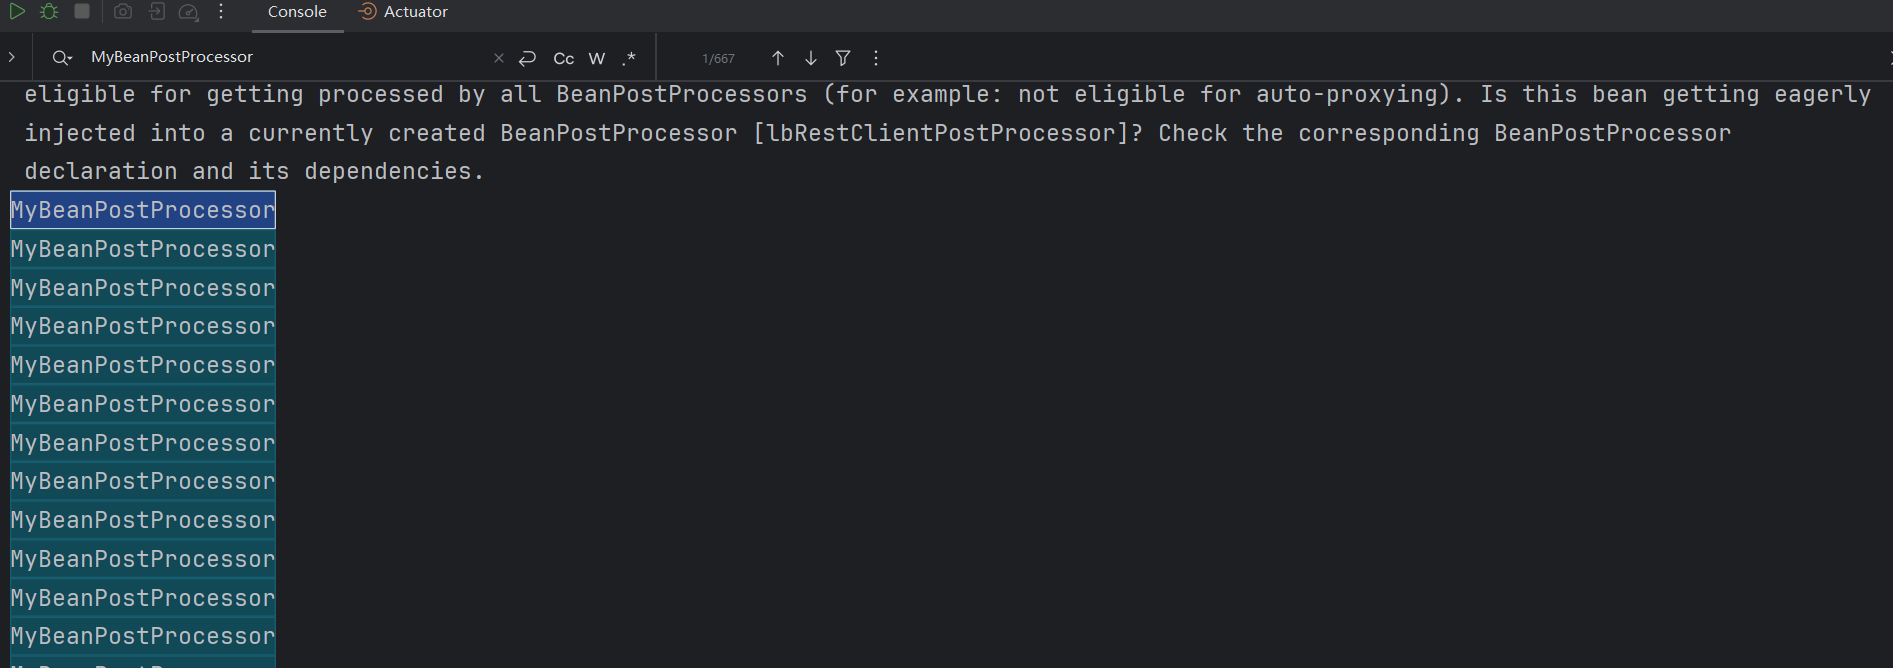 Console Actuator
MyBeanPostProcessor Cc W .* 1/667
eligible for getting processed by all BeanPostProcessors (for example: not eligible for auto-proxying). Is this bean getting eagerly
injected into a currently created BeanPostProcessor [lbRestClientPostProcessor]? Check the corresponding BeanPostProcessor
declaration and its dependencies.
MyBeanPostProcessor
MyBeanPostProcessor
MyBeanPostProcessor
MyBeanPostProcessor
MyBeanPostProcessor
MyBeanPostProcessor
MyBeanPostProcessor
MyBeanPostProcessor
MyBeanPostProcessor
MyBeanPostProcessor
MyBeanPostProcessor
MyBeanPostProcessor